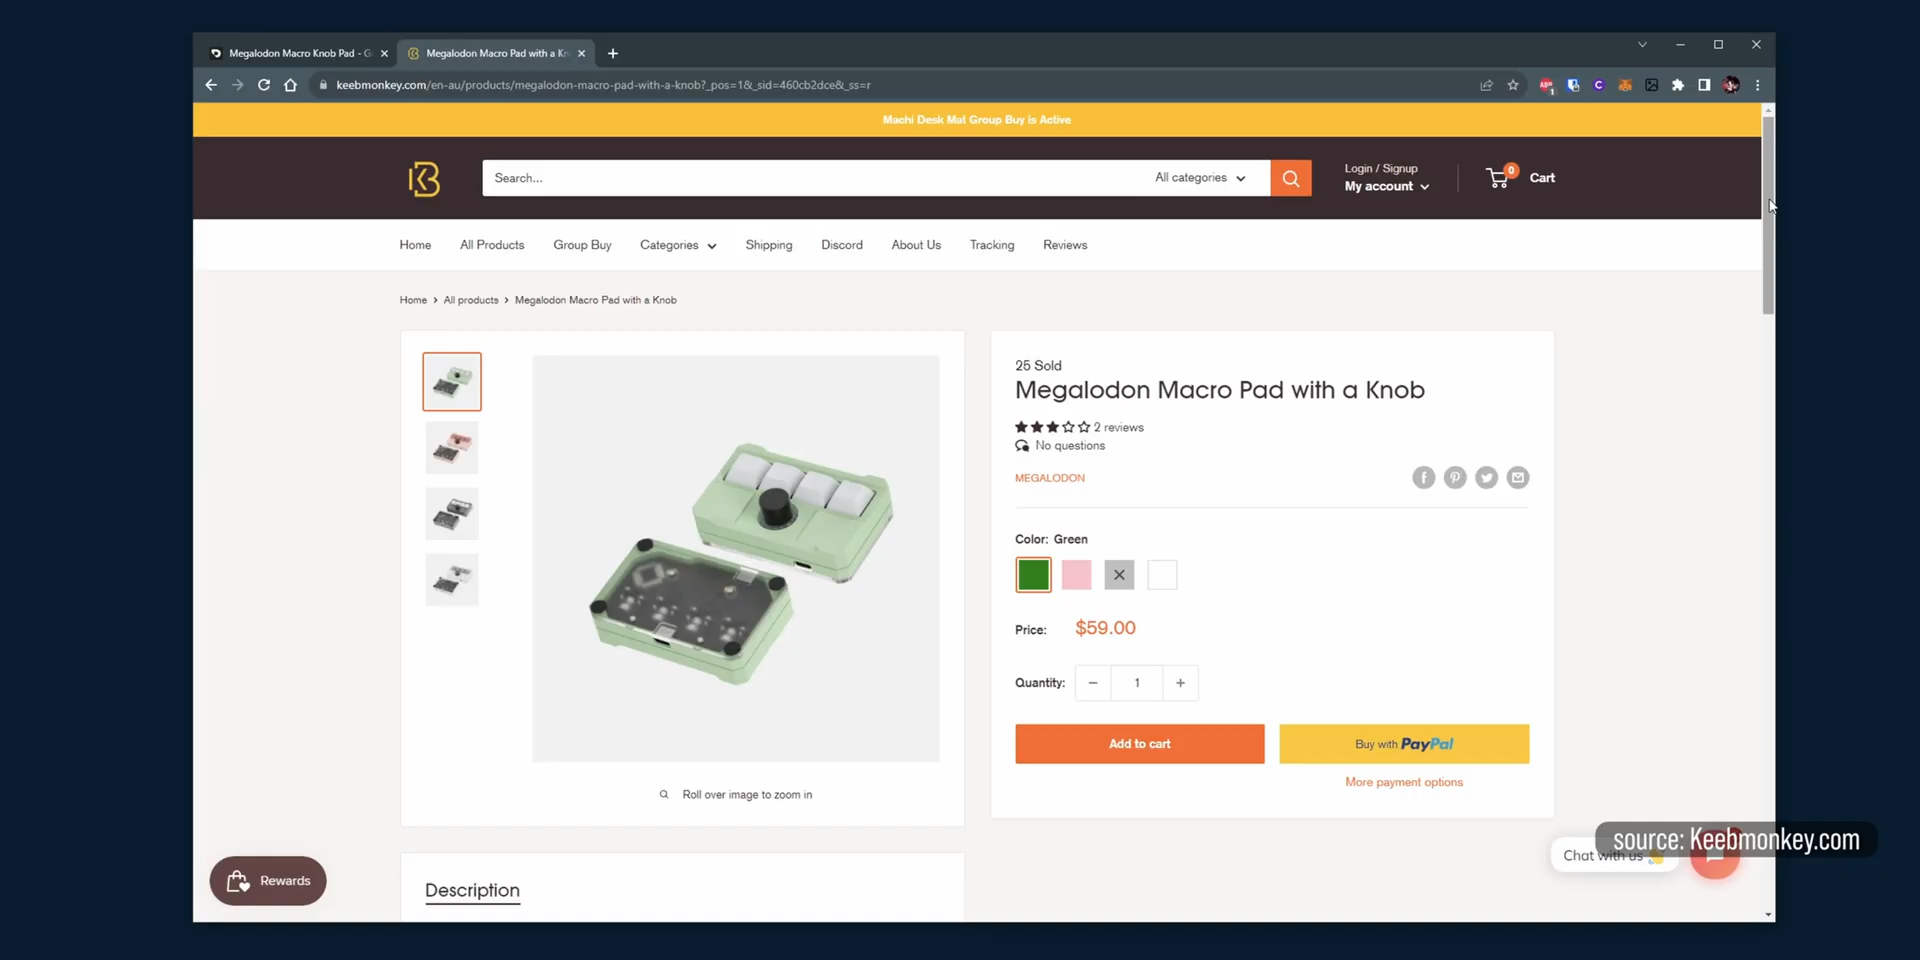 Megalodon Macro Knob Pad - G
Megalodon Macro Pad with a Kn
keebmonkey.com/en-au/products/megalodon-macro-pad-with-a-knob?_pos=1&_sid=460cb2dce&_ss=r
Machi Desk Mat Group Buy is Active
Search...
All categories
Login / Signup
My account
0
Cart
Home
All Products
Group Buy
Categories
Shipping
Discord
About Us
Tracking
Reviews
Home > All products > Megalodon Macro Pad with a Knob
25 Sold
Megalodon Macro Pad with a Knob
2 reviews
No questions
MEGALODON
Color: Green
Price: $59.00
Quantity: 1
Add to cart
Buy with PayPal
More payment options
Roll over image to zoom in
source: Keebmonkey.com
Chat with us
Rewards
Description